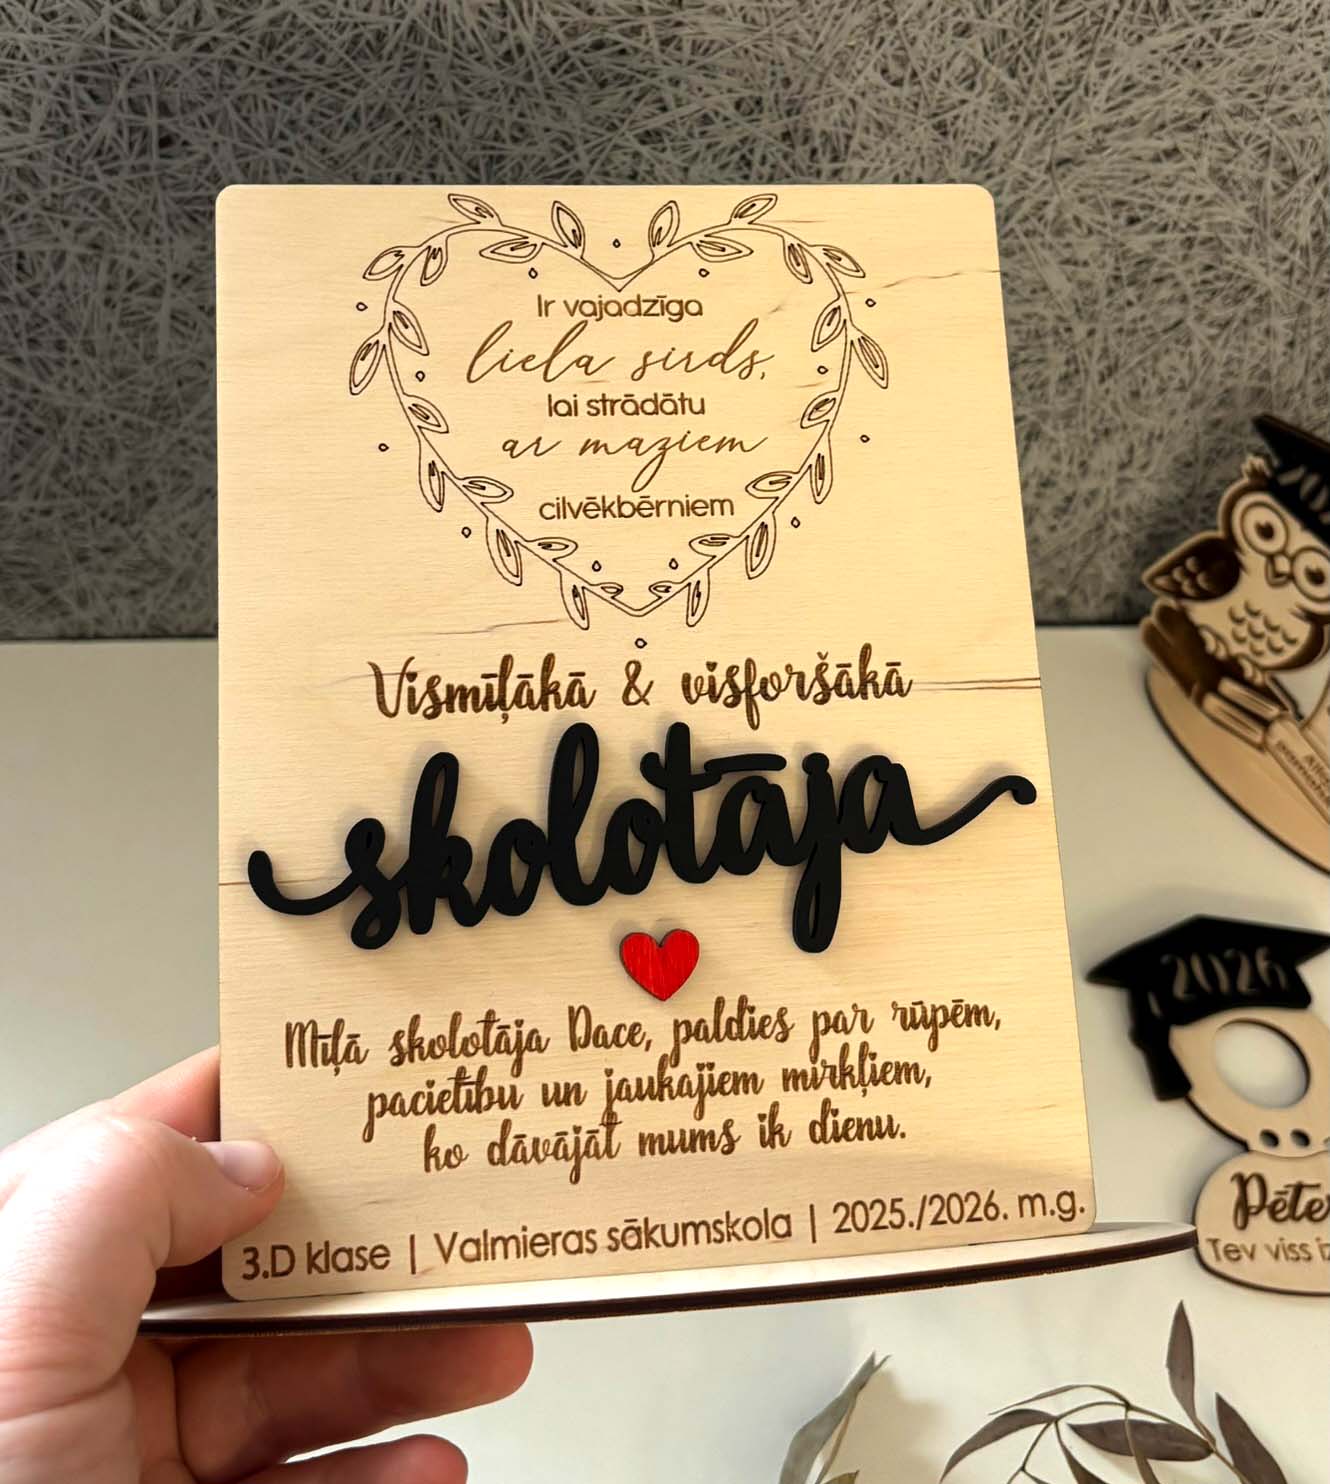 Ir vajadzīga
liela sirds,
lai strādātu
ar maziem
cilvēkbērniem
Vismīļākā & visforšākā
skolotāja
Mīļā skolotāja Dace, paldies par rūpēm,
pacietību un jaukajiem mirkļiem,
ko dāvājāt mums ik dienu.
3.D klase | Valmieras sākumskola | 2025./2026. m.g.
2026
Tev viss